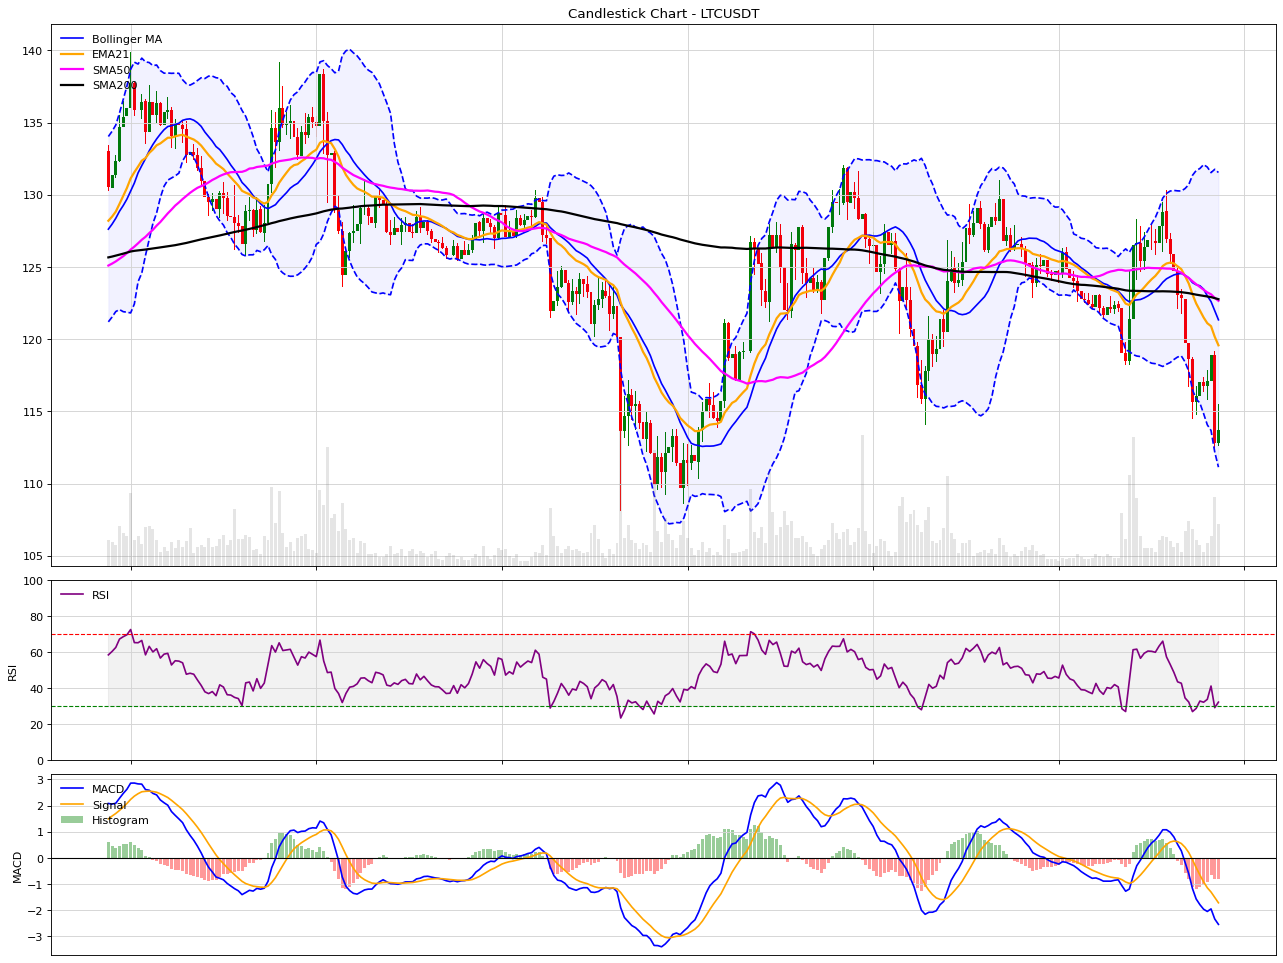 Candlestick Chart - LTCUSDT
Bollinger MA
EMA21
SMA50
SMA200
140
135
130
125
120
115
110
105
RSI
100
80
60
40
20
0
RSI
MACD
Signal
Histogram
3
2
1
0
−1
−2
−3
MACD